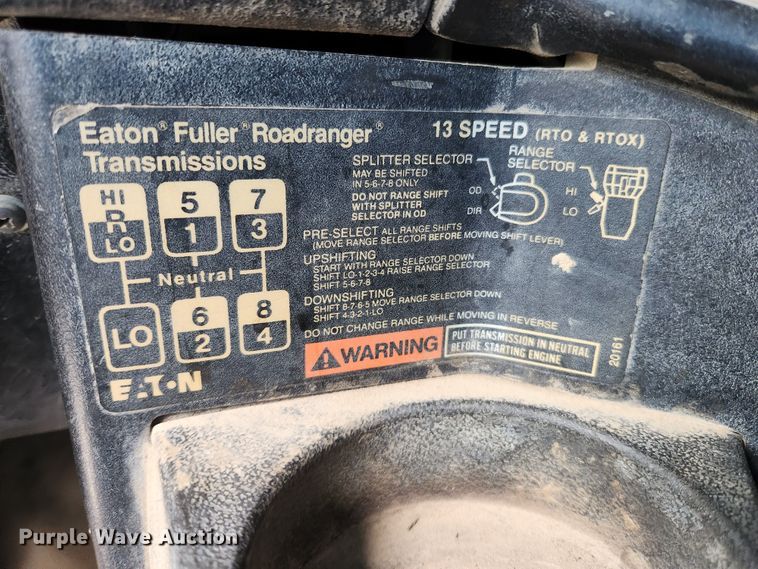 Eaton® Fuller® Roadranger®
Transmissions
13 SPEED (RTO & RTOX)
HI
R
LO
5
1
7
3
Neutral
LO
6
2
8
4
EATON
SPLITTER SELECTOR
MAY BE SHIFTED
IN 5-6-7-8 ONLY
DO NOT RANGE SHIFT
WITH SPLITTER
SELECTOR IN OD
OD
DIR
RANGE
SELECTOR
HI
LO
PRE-SELECT ALL RANGE SHIFTS
(MOVE RANGE SELECTOR BEFORE MOVING SHIFT LEVER)
UPSHIFTING
START WITH RANGE SELECTOR DOWN
SHIFT LO-1-2-3-4 RAISE RANGE SELECTOR
SHIFT 5-6-7-8
DOWNSHIFTING
SHIFT 8-7-6-5 MOVE RANGE SELECTOR DOWN
SHIFT 4-3-2-1-LO
DO NOT CHANGE RANGE WHILE MOVING IN REVERSE
WARNING
PUT TRANSMISSION IN NEUTRAL
BEFORE STARTING ENGINE
20161
Purple Wave Auction